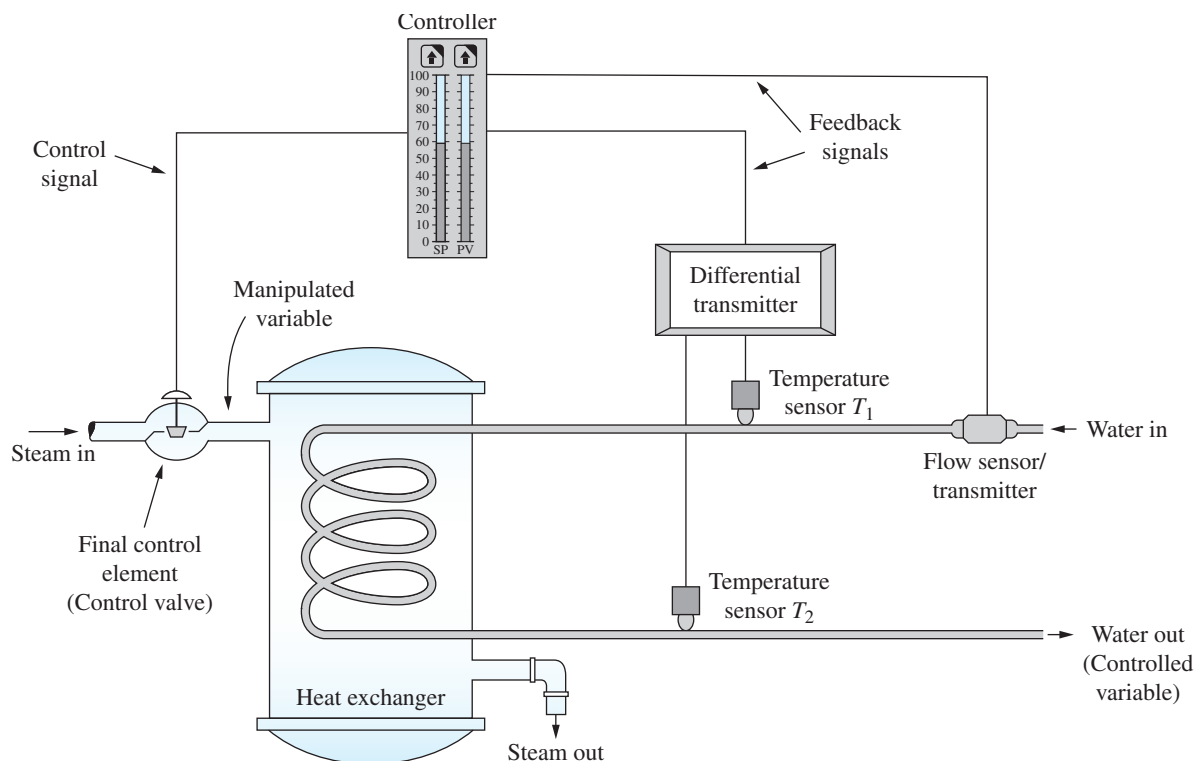 Controller
100
90
80
70
60
50
40
30
20
10
0
SP PV
Control
signal
Feedback
signals
Differential
transmitter
Manipulated
variable
Temperature
sensor T1
Steam in
Water in
Flow sensor/
transmitter
Final control
element
(Control valve)
Temperature
sensor T2
Water out
(Controlled
variable)
Heat exchanger
Steam out